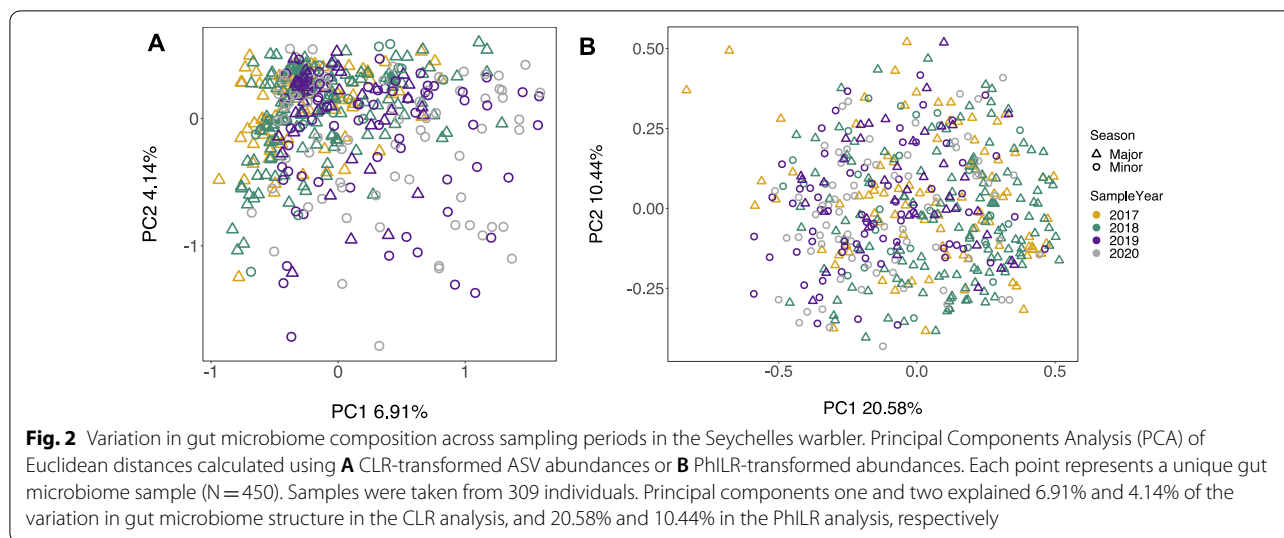 A
0
-1
PC2 4.14%
-1 0 1
PC1 6.91%
B
0.50
0.25
0.00
-0.25
PC2 10.44%
-0.5 0.0 0.5
PC1 20.58%
Season
Major
Minor
SampleYear
2017
2018
2019
2020
Fig. 2 Variation in gut microbiome composition across sampling periods in the Seychelles warbler. Principal Components Analysis (PCA) of
Euclidean distances calculated using A CLR-transformed ASV abundances or B PhILR-transformed abundances. Each point represents a unique gut
microbiome sample (N = 450). Samples were taken from 309 individuals. Principal components one and two explained 6.91% and 4.14% of the
variation in gut microbiome structure in the CLR analysis, and 20.58% and 10.44% in the PhILR analysis, respectively